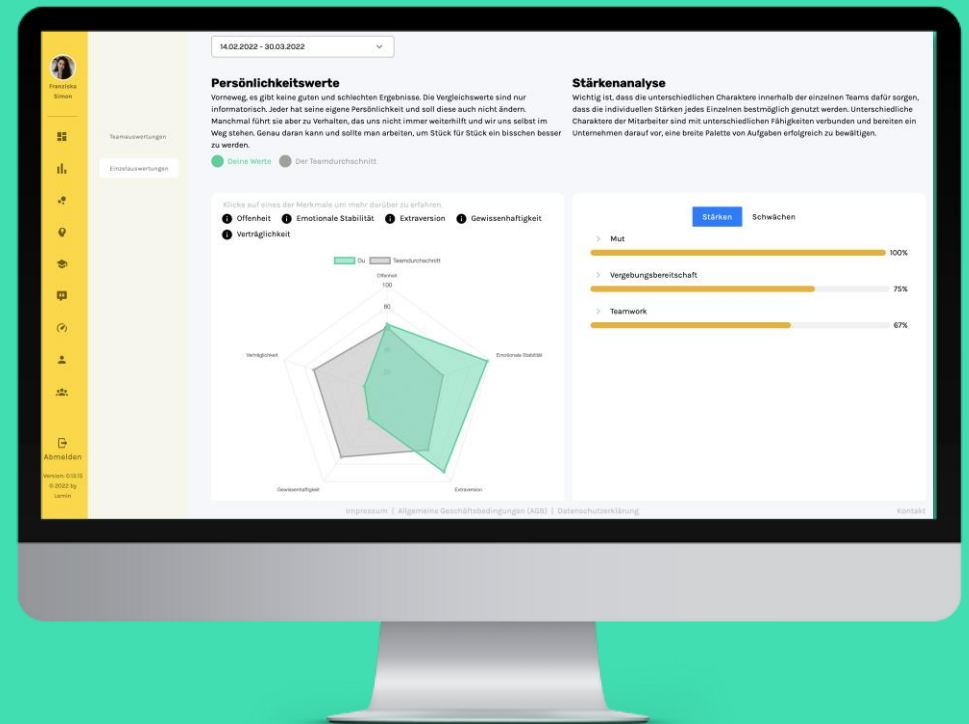 14.02.2022 - 30.03.2022
Franziska
Simon
Teamauswertungen
Einzelauswertungen
Abmelden
Version: 0.13.13
© 2022 by
Persönlichkeitswerte
Vorneweg, es gibt keine guten und schlechten Ergebnisse. Die Vergleichswerte sind nur
informatorisch. Jeder hat seine eigene Persönlichkeit und soll diese auch nicht ändern.
Manchmal führt sie aber zu Verhalten, das uns nicht immer weiterhilft und wir uns selbst im
Weg stehen. Genau daran kann und sollte man arbeiten, um Stück für Stück ein bisschen besser
zu werden.
Deine Werte Der Teamdurchschnitt
Stärkenanalyse
Wichtig ist, dass die unterschiedlichen Charaktere innerhalb der einzelnen Teams dafür sorgen,
dass die individuellen Stärken jedes Einzelnen bestmöglich genutzt werden. Unterschiedliche
Charaktere der Mitarbeiter sind mit unterschiedlichen Fähigkeiten verbunden und bereiten ein
Unternehmen darauf vor, eine breite Palette von Aufgaben erfolgreich zu bewältigen.
Klicke auf eines der Merkmale um mehr darüber zu erfahren.
Offenheit Emotionale Stabilität Extraversion Gewissenhaftigkeit
Verträglichkeit
Du Teamdurchschnitt
Offenheit
100
80
Verträglichkeit
Emotionale Stabilität
Gewissenhaftigkeit
Extraversion
Stärken Schwächen
Mut
100%
Vergebungsbereitschaft
75%
Teamwork
67%
Impressum | Allgemeine Geschäftsbedingungen (AGB) | Datenschutzerklärung
Kontakt